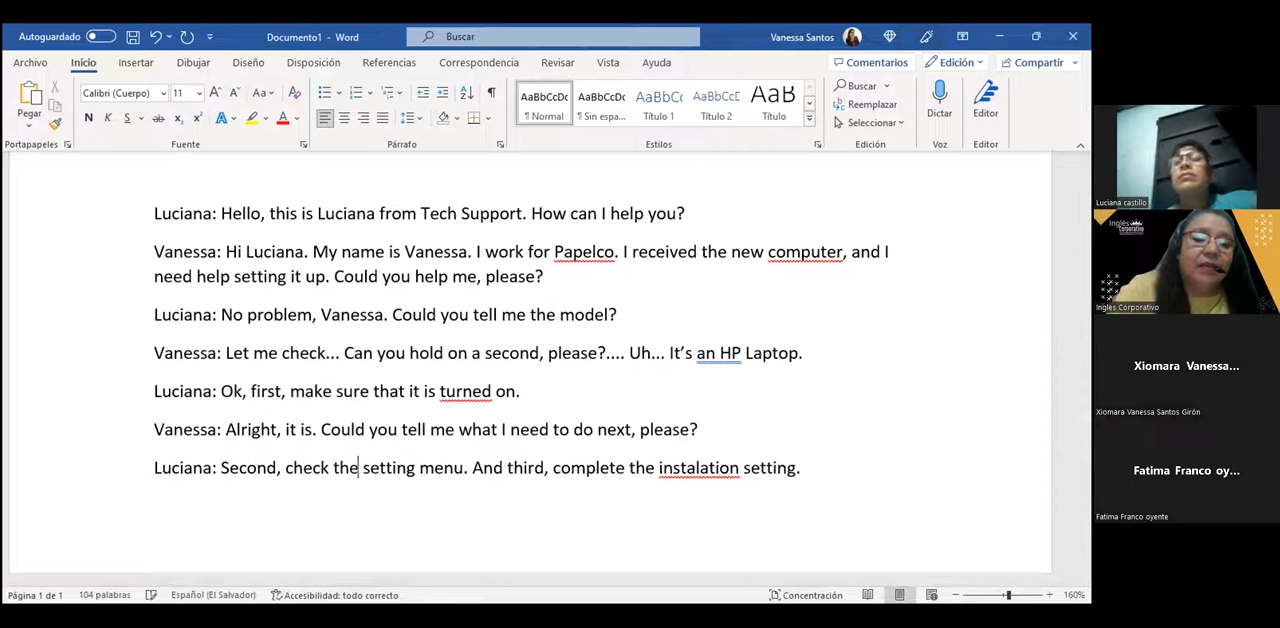 Autoguardado
Documento1 - Word
Buscar
Vanessa Santos
Archivo Inicio Insertar Dibujar Diseño Disposición Referencias Correspondencia Revisar Vista Ayuda
Comentarios Edición Compartir
Pegar
Calibri (Cuerpo) 11
Aa
N K S ab x₂ x² A A
AaBbCcDc AaBbCcDc AaBbCc AaBbCcD AaB
¶ Normal ¶ Sin espa... Título 1 Título 2 Título
Buscar
Reemplazar
Seleccionar
Dictar
Editor
Portapapeles Fuente Párrafo Estilos Edición Voz Editor
Luciana: Hello, this is Luciana from Tech Support. How can I help you?
Vanessa: Hi Luciana. My name is Vanessa. I work for Papelco. I received the new computer, and I
need help setting it up. Could you help me, please?
Luciana: No problem, Vanessa. Could you tell me the model?
Vanessa: Let me check... Can you hold on a second, please?.... Uh... It’s an HP Laptop.
Luciana: Ok, first, make sure that it is turned on.
Vanessa: Alright, it is. Could you tell me what I need to do next, please?
Luciana: Second, check the setting menu. And third, complete the instalation setting.
Página 1 de 1 104 palabras Español (El Salvador) Accesibilidad: todo correcto
Concentración 160%
Luciana castillo
Inglés
Corporativo
Ingles Corporativo
Xiomara Vanessa...
Xiomara Vanessa Santos Girón
Fatima Franco oy...
Fatima Franco oyente